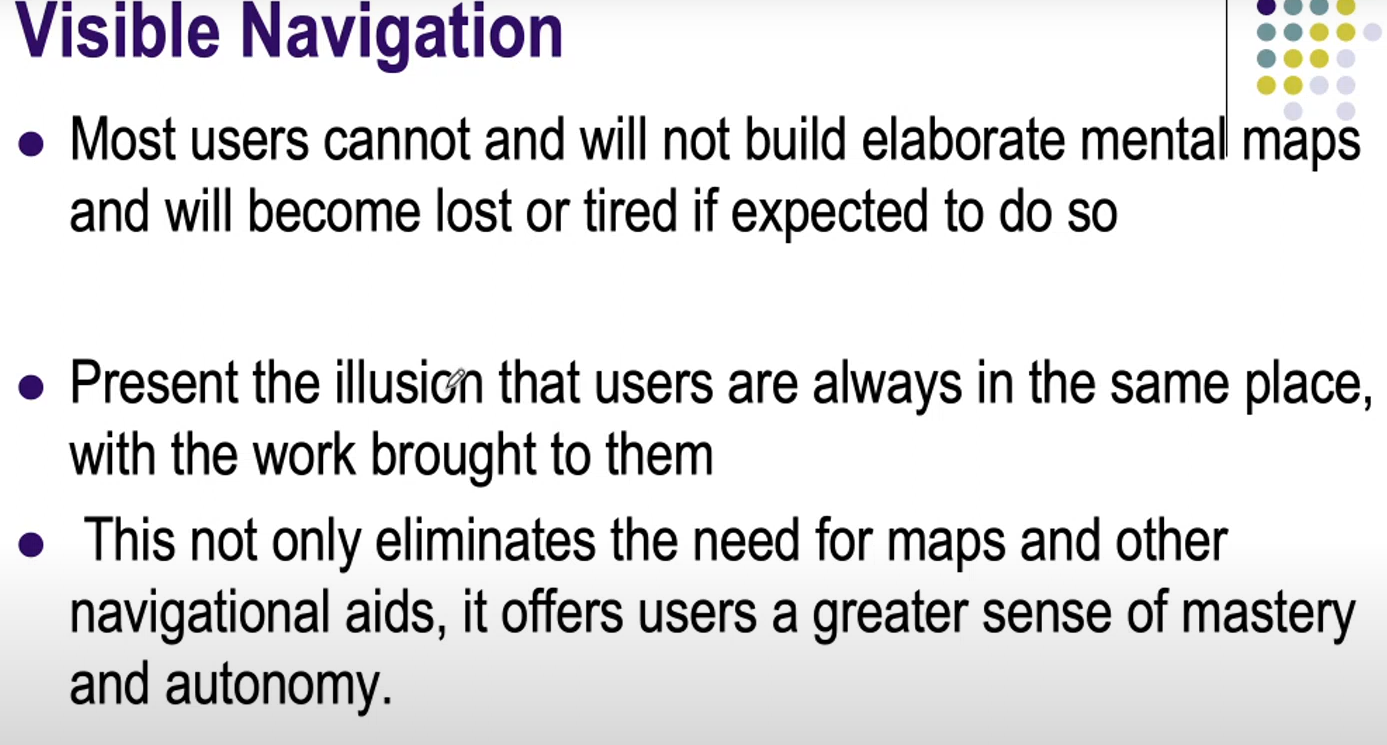 Visible Navigation
Most users cannot and will not build elaborate mental maps
and will become lost or tired if expected to do so
Present the illusion that users are always in the same place,
with the work brought to them
This not only eliminates the need for maps and other
navigational aids, it offers users a greater sense of mastery
and autonomy.